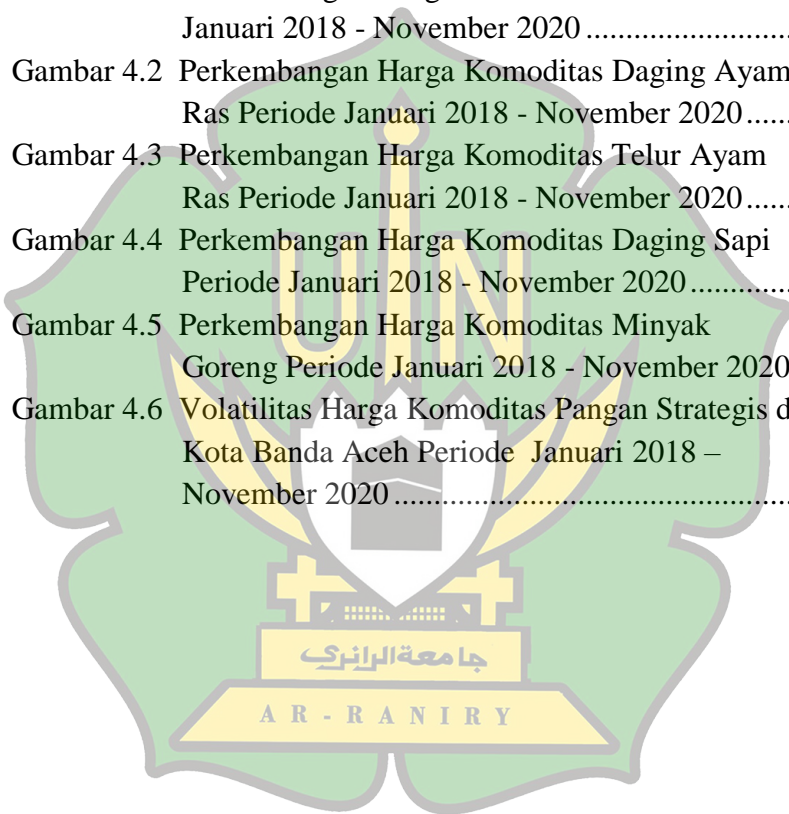 Januari 2018 - November 2020 ..........................
Gambar 4.2 Perkembangan Harga Komoditas Daging Ayam
Ras Periode Januari 2018 - November 2020 ......
Gambar 4.3 Perkembangan Harga Komoditas Telur Ayam
Ras Periode Januari 2018 - November 2020 ......
Gambar 4.4 Perkembangan Harga Komoditas Daging Sapi
Periode Januari 2018 - November 2020 .............
Gambar 4.5 Perkembangan Harga Komoditas Minyak
Goreng Periode Januari 2018 - November 2020
Gambar 4.6 Volatilitas Harga Komoditas Pangan Strategis d
Kota Banda Aceh Periode Januari 2018 –
November 2020 ..................................................
UIN
جامعةالرانري
AR-RANIRY